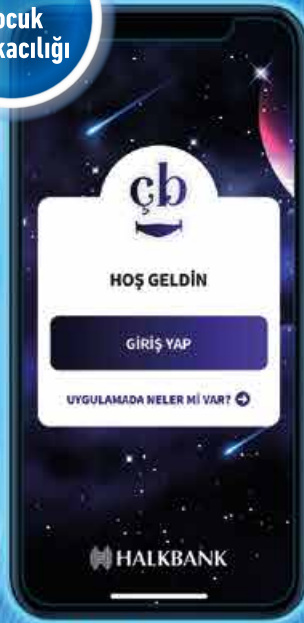 ocuk
kacılığı
çb
HOŞ GELDİN
GİRİŞ YAP
UYGULAMADA NELER Mİ VAR?
HALKBANK